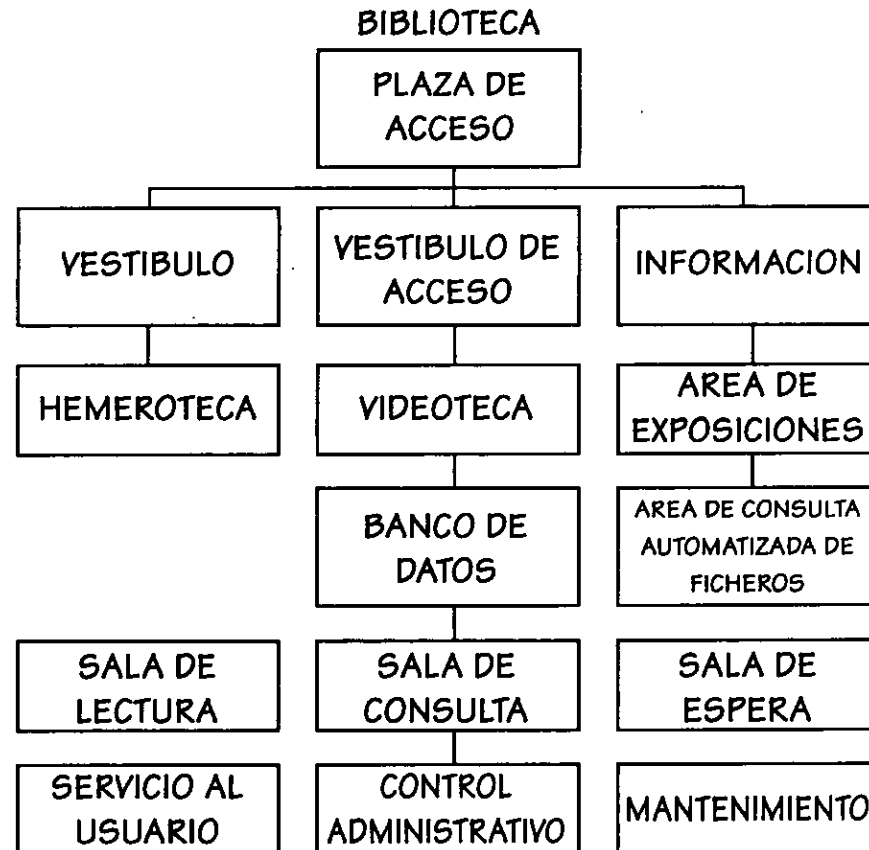 BIBLIOTECA
PLAZA DE
ACCESO
VESTIBULO
VESTIBULO DE
ACCESO
INFORMACION
HEMEROTECA
VIDEOTECA
AREA DE
EXPOSICIONES
BANCO DE
DATOS
AREA DE CONSULTA
AUTOMATIZADA DE
FICHEROS
SALA DE
LECTURA
SALA DE
CONSULTA
SALA DE
ESPERA
SERVICIO AL
USUARIO
CONTROL
ADMINISTRATIVO
MANTENIMIENTO